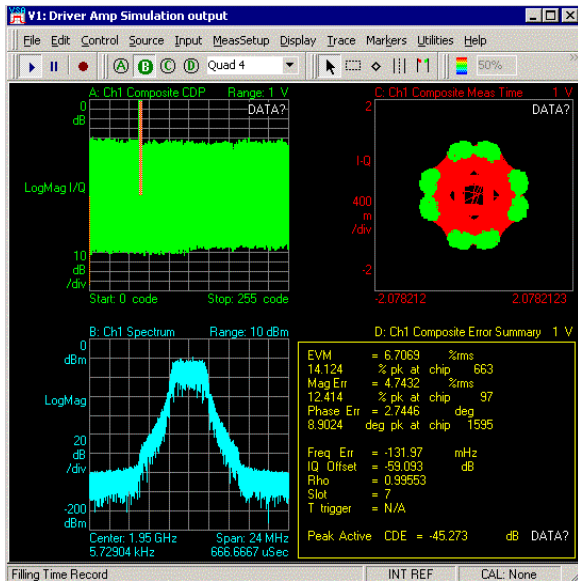 V1: Driver Amp Simulation output
File Edit Control Source Input MeasSetup Display Trace Markers Utilities Help
A B C D Quad 4 50%
A: Ch1 Composite CDP Range: 1 V
0
dB
DATA?
LogMag I/Q
10
dB
/div
Start: 0 code Stop: 255 code
C: Ch1 Composite Meas Time 1 V
2
DATA?
I-Q
400
m
/div
-2
-2.078212 2.0782123
B: Ch1 Spectrum Range: 10 dBm
0
dBm
LogMag
20
dB
/div
-200
dBm
Center: 1.95 GHz Span: 24 MHz
5.72904 kHz 666.6667 uSec
D: Ch1 Composite Error Summary 1 V
EVM = 6.7069 %rms
14.124 % pk at chip 663
Mag Err = 4.7432 %rms
12.414 % pk at chip 97
Phase Err = 2.7446 deg
8.9024 deg pk at chip 1595
Freq Err = -131.97 mHz
IQ Offset = -59.093 dB
Rho = 0.99553
Slot = 7
T trigger = N/A
Peak Active CDE = -45.273 dB DATA?
Filling Time Record INT REF CAL: None